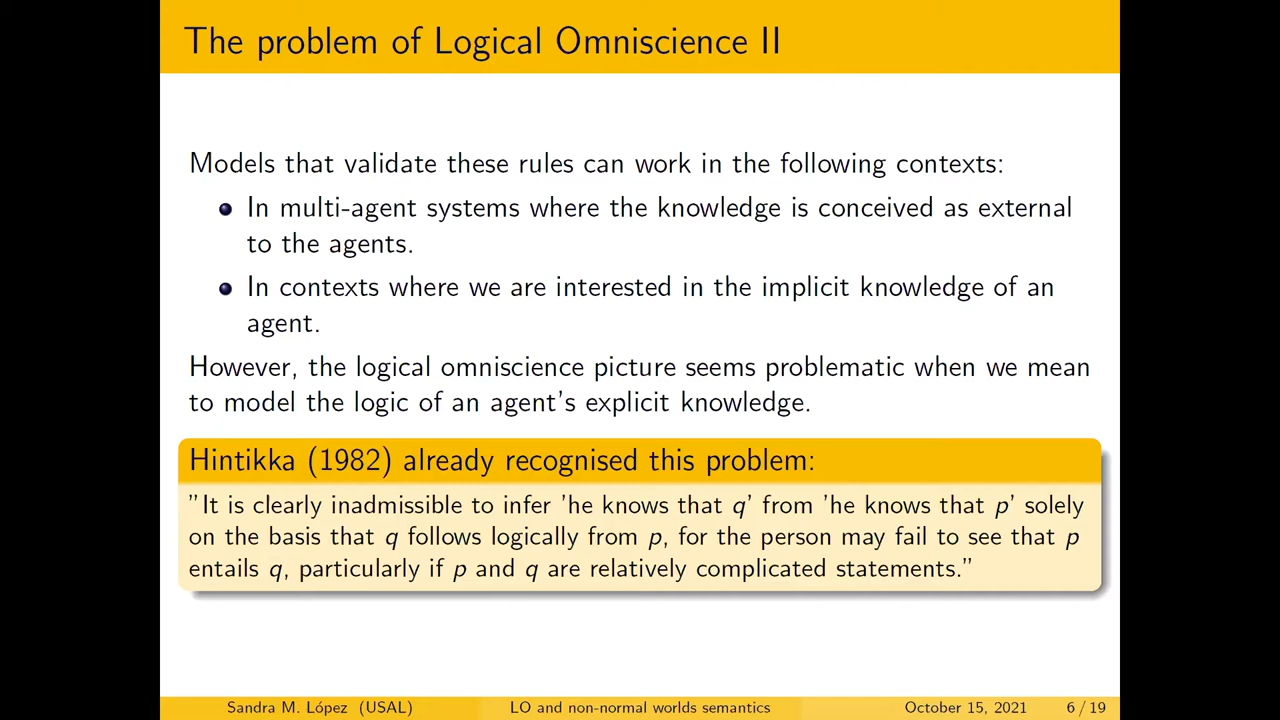 The problem of Logical Omniscience II
Models that validate these rules can work in the following contexts:
In multi-agent systems where the knowledge is conceived as external
to the agents.
In contexts where we are interested in the implicit knowledge of an
agent.
However, the logical omniscience picture seems problematic when we mean
to model the logic of an agent's explicit knowledge.
Hintikka (1982) already recognised this problem:
”It is clearly inadmissible to infer 'he knows that q' from 'he knows that p' solely
on the basis that q follows logically from p, for the person may fail to see that p
entails q, particularly if p and q are relatively complicated statements.”
Sandra M. López (USAL) LO and non-normal worlds semantics October 15, 2021 6 / 19